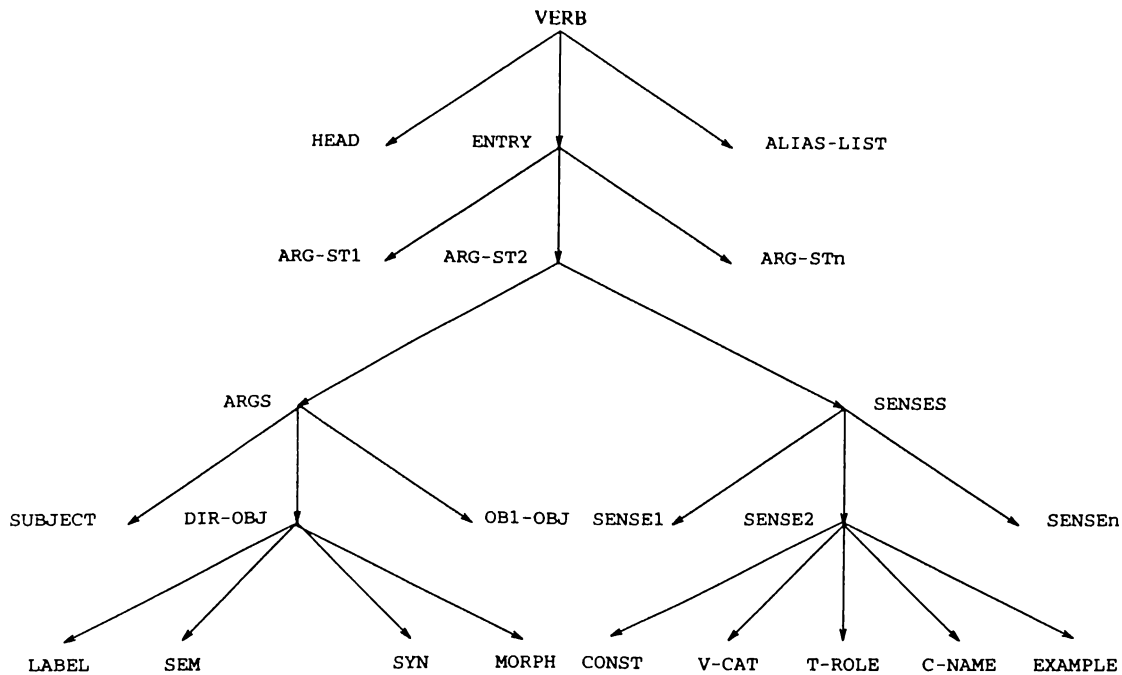 VERB
HEAD ENTRY ALIAS-LIST
ARG-ST1 ARG-ST2 ARG-STn
ARGS SENSES
SUBJECT DIR-OBJ OB1-OBJ SENSE1 SENSE2 SENSEn
LABEL SEM SYN MORPH CONST V-CAT T-ROLE C-NAME EXAMPLE